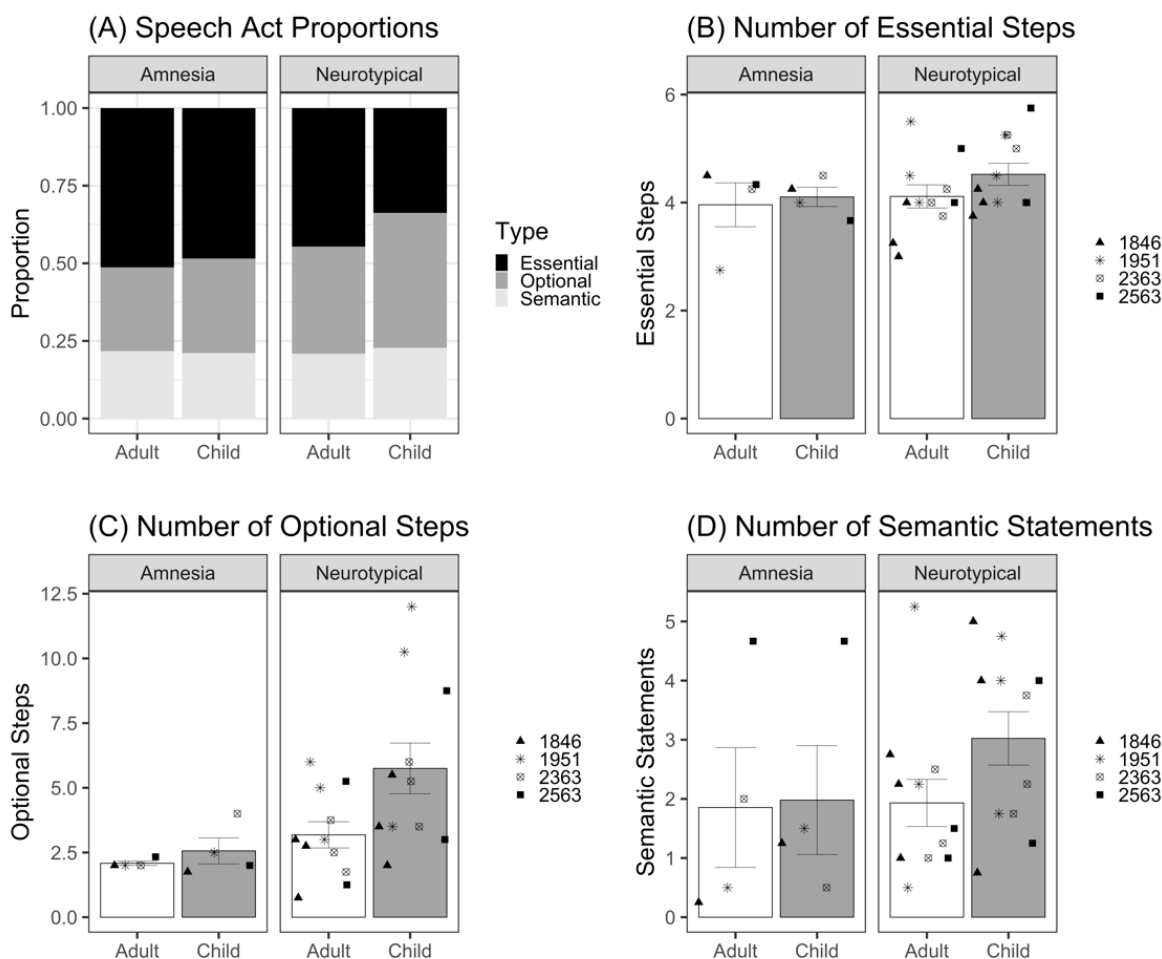 (A) Speech Act Proportions
Amnesia
Neurotypical
Proportion
1.00
0.75
0.50
0.25
0.00
Adult
Child
Adult
Child
Type
Essential
Optional
Semantic
(B) Number of Essential Steps
Amnesia
Neurotypical
Essential Steps
6
4
2
0
Adult
Child
Adult
Child
1846
1951
2363
2563
(C) Number of Optional Steps
Amnesia
Neurotypical
Optional Steps
12.5
10.0
7.5
5.0
2.5
0.0
Adult
Child
Adult
Child
1846
1951
2363
2563
(D) Number of Semantic Statements
Amnesia
Neurotypical
Semantic Statements
5
4
3
2
1
0
Adult
Child
Adult
Child
1846
1951
2363
2563